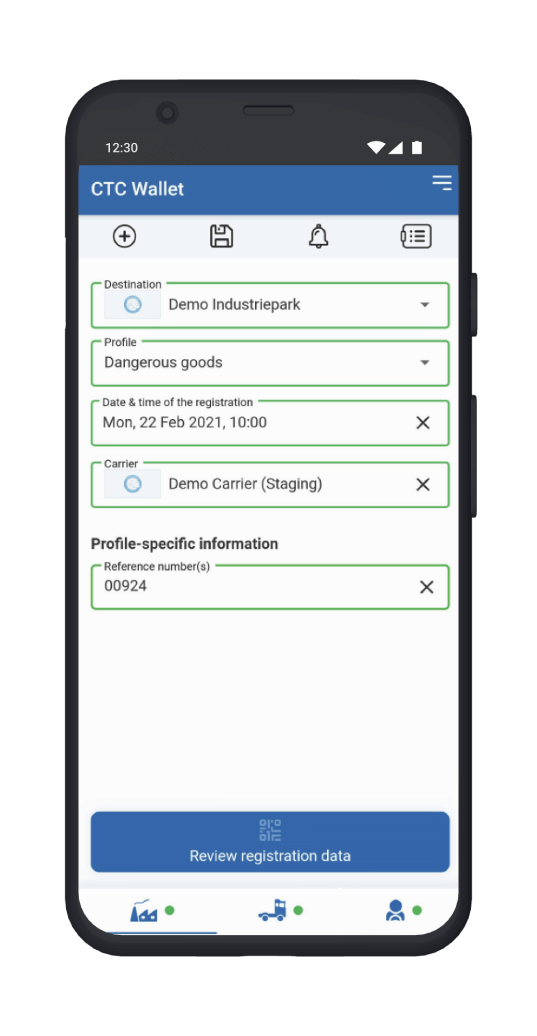 12:30
CTC Wallet
Destination
Demo Industriepark
Profile
Dangerous goods
Date & time of the registration
Mon, 22 Feb 2021, 10:00
Carrier
Demo Carrier (Staging)
Profile-specific information
Reference number(s)
00924
Review registration data